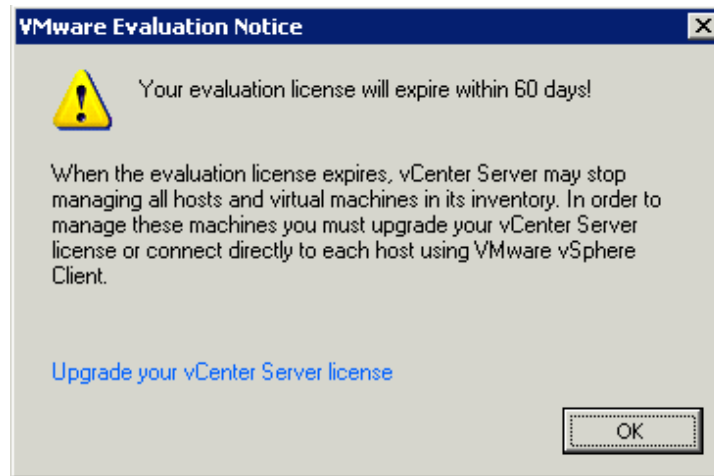 VMware Evaluation Notice
Your evaluation license will expire within 60 days!
When the evaluation license expires, vCenter Server may stop
managing all hosts and virtual machines in its inventory. In order to
manage these machines you must upgrade your vCenter Server
license or connect directly to each host using VMware vSphere
Client.
Upgrade your vCenter Server license
OK